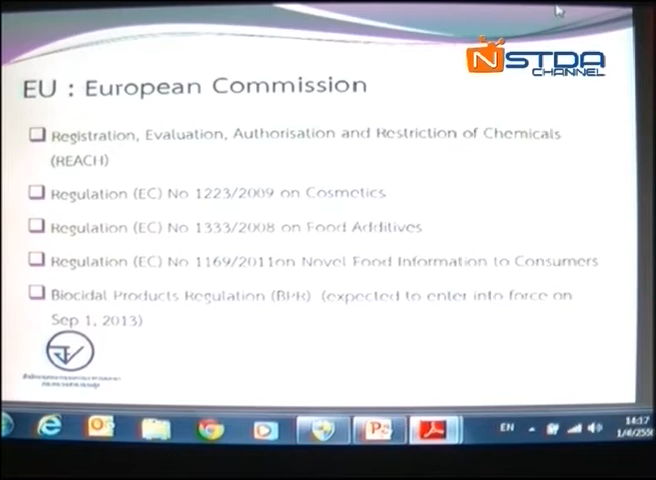 NSTDA
CHANNEL
EU : European Commission
Registration, Evaluation, Authorisation and Restriction of Chemicals
(REACH)
Regulation (EC) No 1223/2009 on Cosmetics
Regulation (EC) No 1333/2008 on Food Additives
Regulation (EC) No 1169/2011on Novel Food Information to Consumers
Biocidal Products Regulation (BPR) (expected to enter into force on
Sep 1, 2013)
EN
14:17